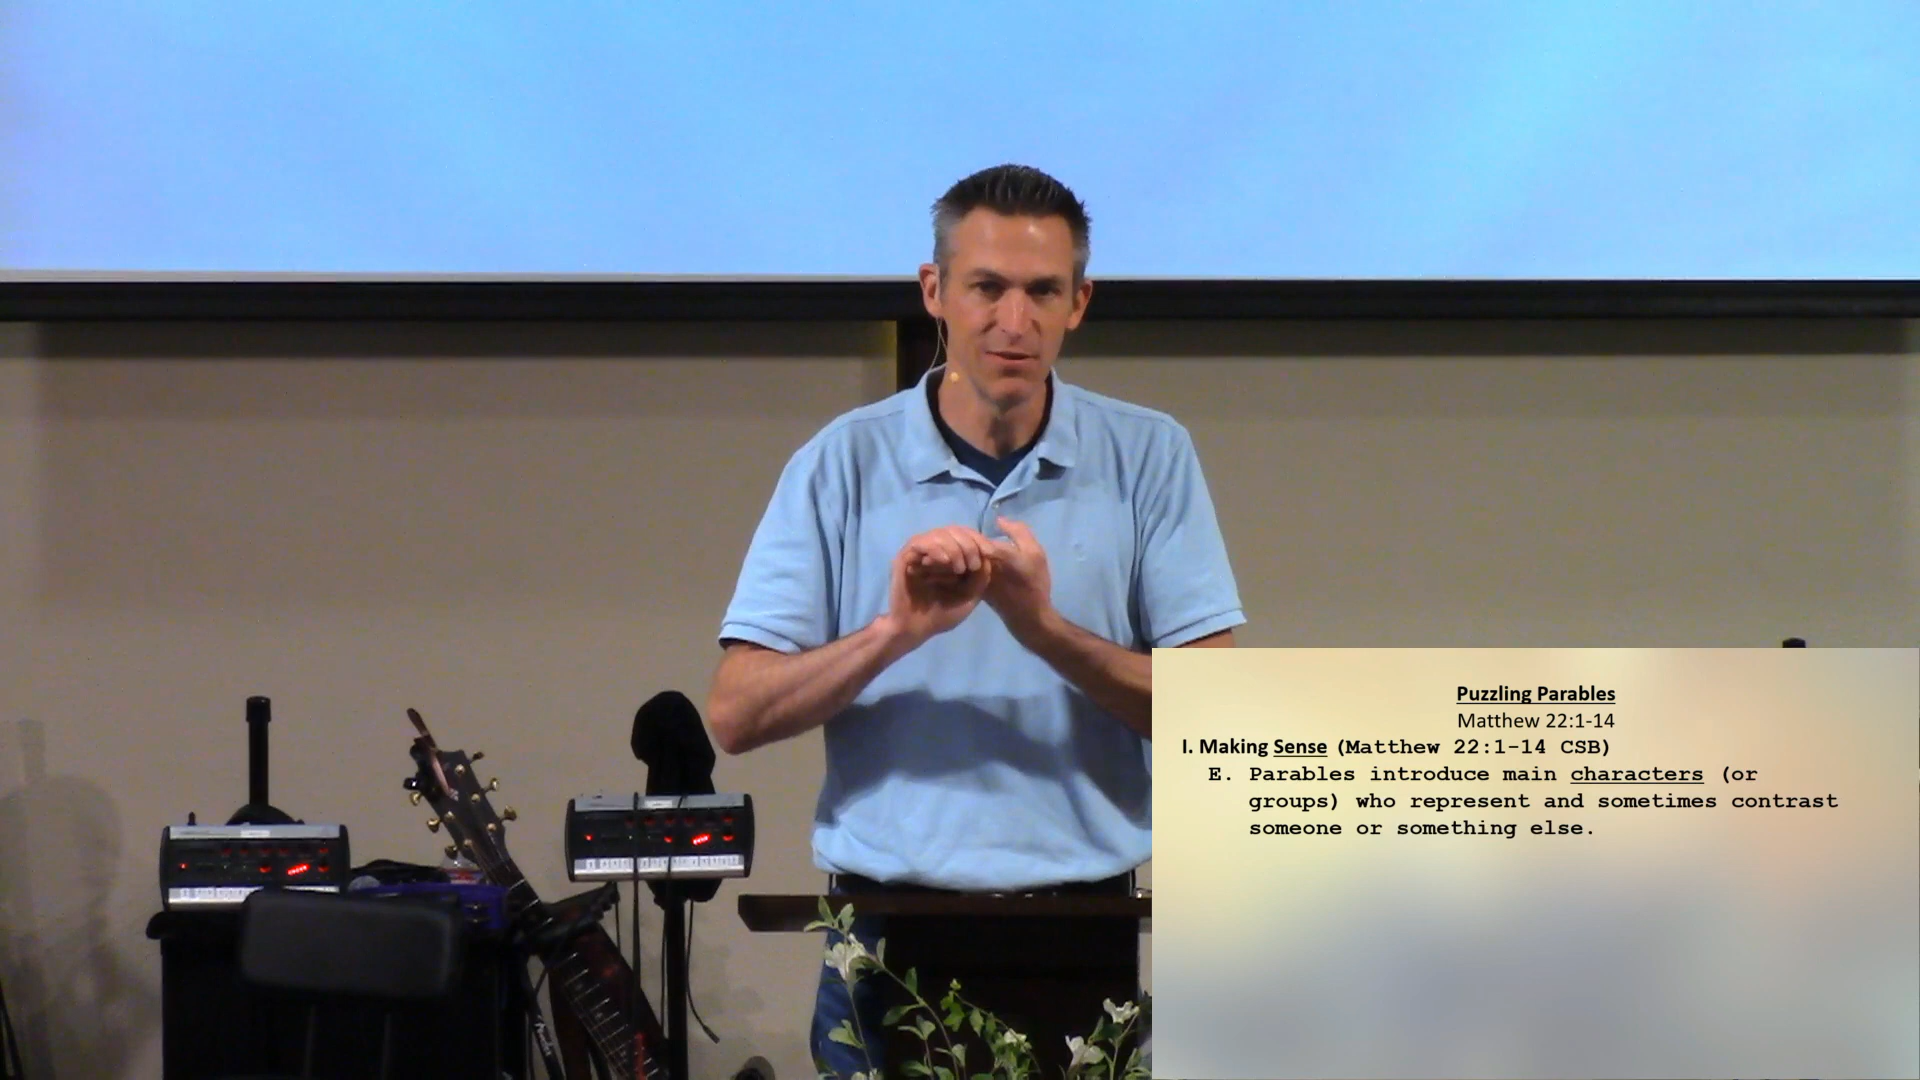 Puzzling Parables
Matthew 22:1-14
I. Making Sense (Matthew 22:1-14 CSB)
E. Parables introduce main characters (or
groups) who represent and sometimes contrast
someone or something else.